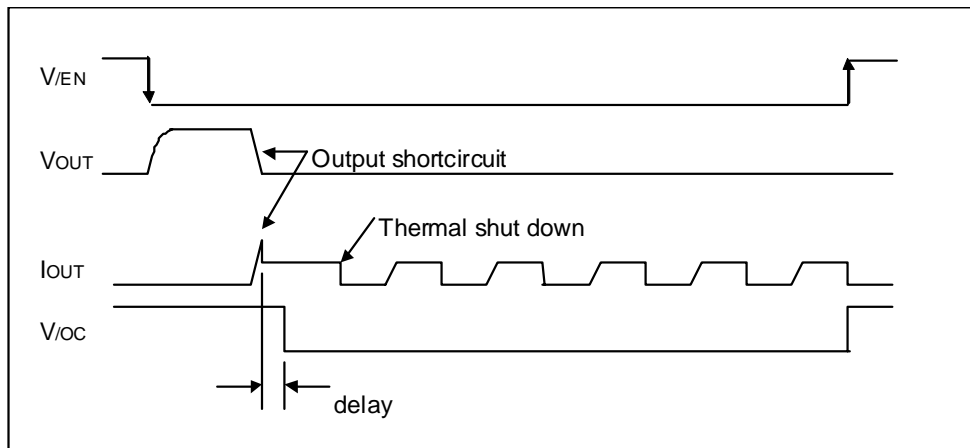 V/EN
VOUT
Output shortcircuit
Thermal shut down
IOUT
V/OC
delay